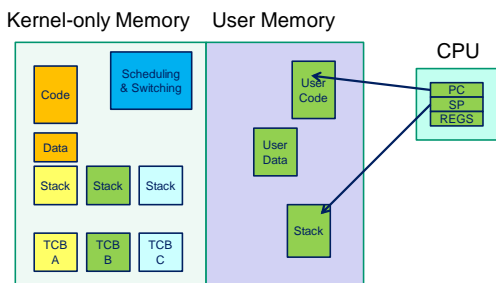 Kernel-only Memory
User Memory
CPU
Code
Scheduling
& Switching
User
Code
PC
SP
REGS
Data
User
Data
Stack
Stack
Stack
Stack
TCB
A
TCB
B
TCB
C